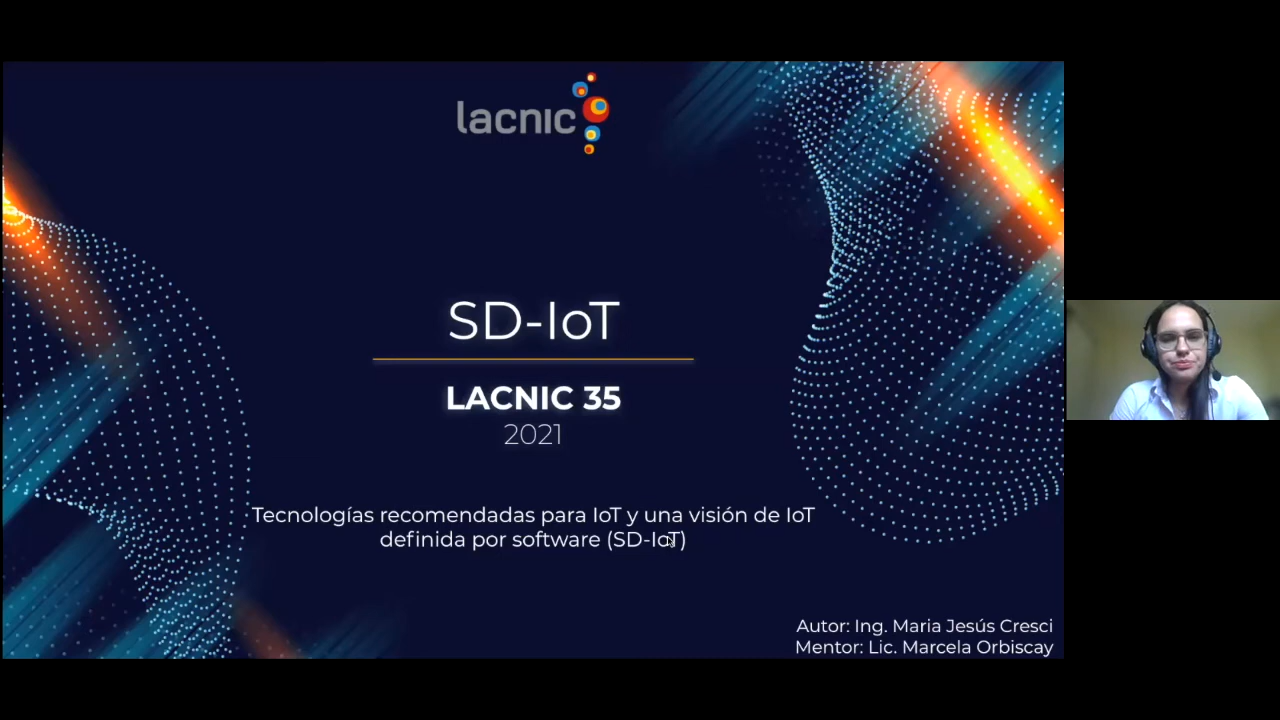 lacnic
SD-IoT
LACNIC 35
2021
Tecnologías recomendadas para IoT y una visión de IoT
definida por software (SD-IoT)
Autor: Ing. Maria Jesús Cresci
Mentor: Lic. Marcela Orbiscay